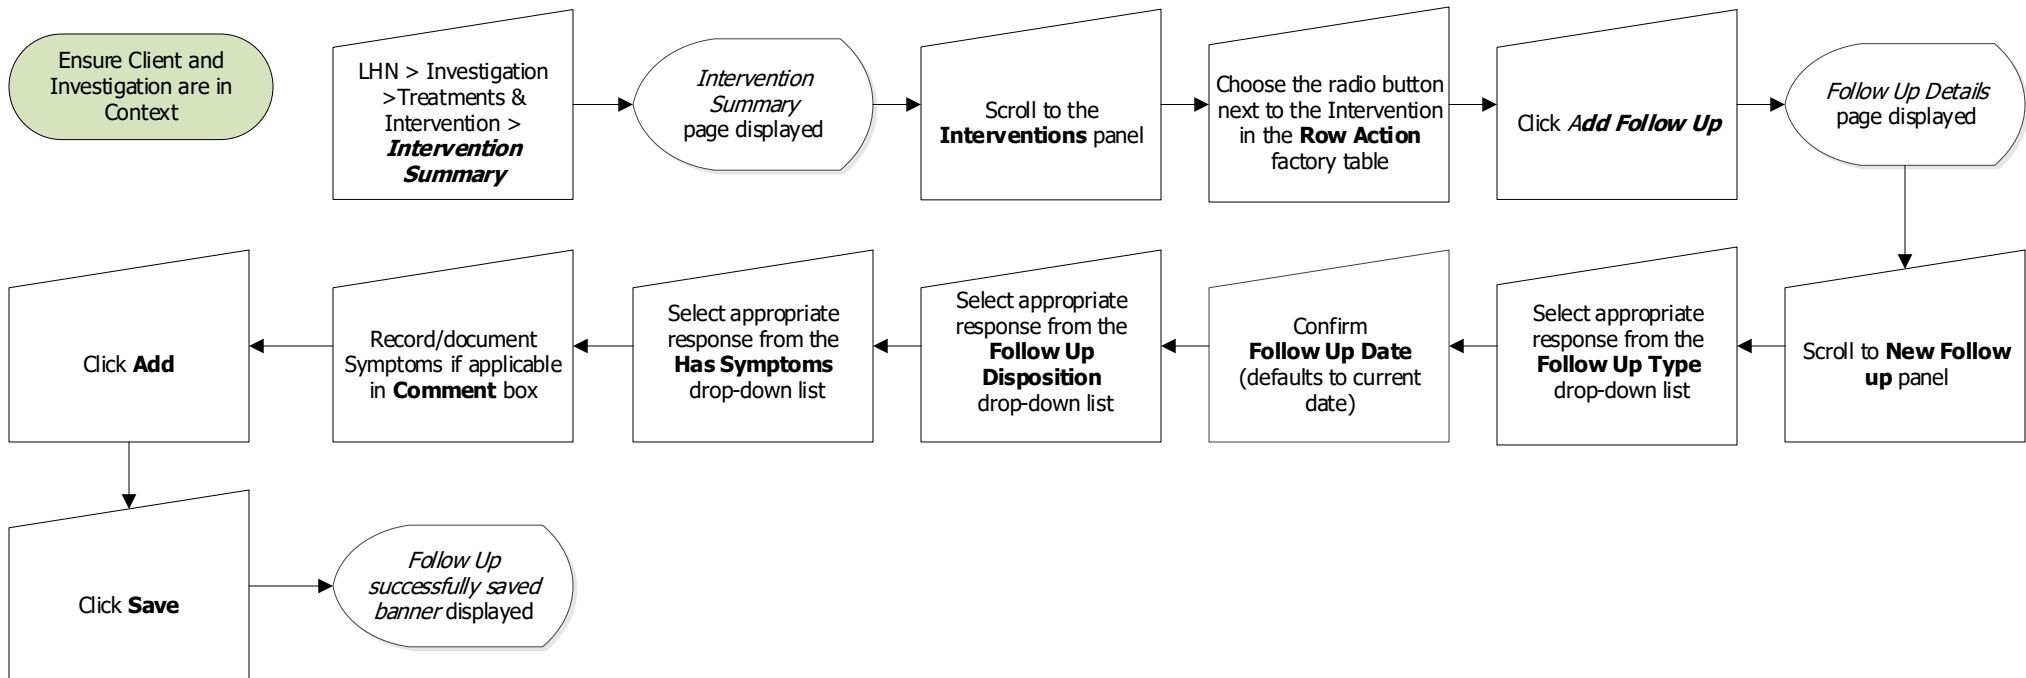 Ensure Client and
Investigation are in
Context
LHN > Investigation
>Treatments &
Intervention >
Intervention
Summary
Intervention
Summary
page displayed
Scroll to the
Interventions panel
Choose the radio button
next to the Intervention
in the Row Action
factory table
Click Add Follow Up
Follow Up Details
page displayed
Scroll to New Follow
up panel
Select appropriate
response from the
Follow Up Type
drop-down list
Confirm
Follow Up Date
(defaults to current
date)
Select appropriate
response from the
Follow Up
Disposition
drop-down list
Select appropriate
response from the
Has Symptoms
drop-down list
Record/document
Symptoms if applicable
in Comment box
Click Add
Click Save
Follow Up
successfully saved
banner displayed